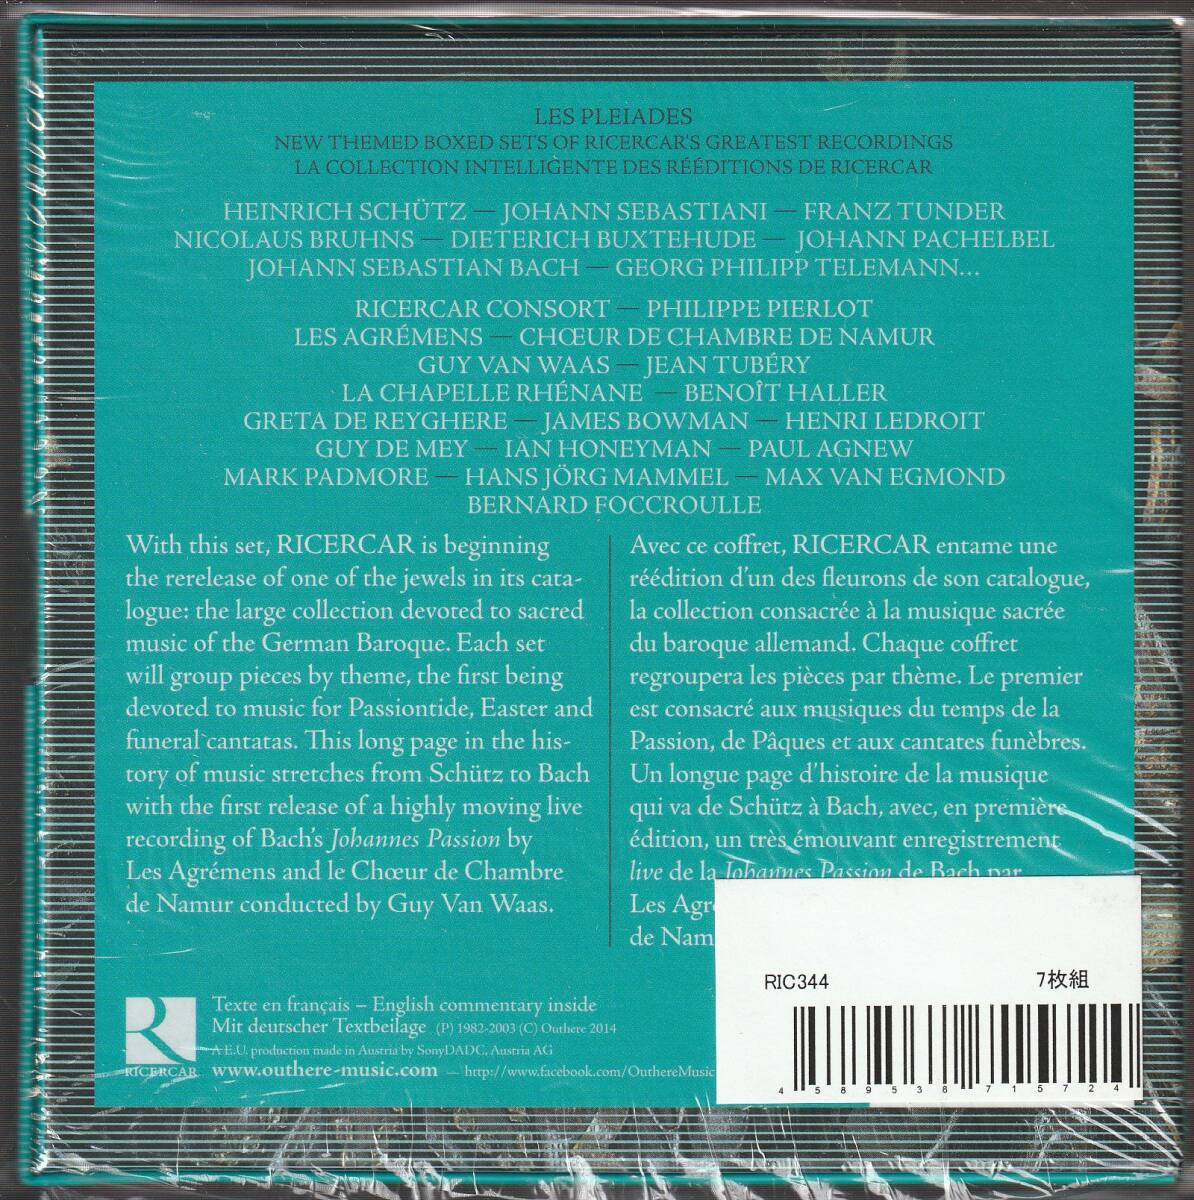 LES PLEIADES
NEW THEMED BOXED SETS OF RICERCAR'S GREATEST RECORDINGS
LA COLLECTION INTELLIGENTE DES RÉÉDITIONS DE RICERCAR
HEINRICH SCHÜTZ — JOHANN SEBASTIANI — FRANZ TUNDER
NICOLAUS BRUHNS — DIETERICH BUXTEHUDE — JOHANN PACHELBEL
JOHANN SEBASTIAN BACH — GEORG PHILIPP TELEMANN...
RICERCAR CONSORT — PHILIPPE PIERLOT
LES AGRÉMENS — CHŒUR DE CHAMBRE DE NAMUR
GUY VAN WAAS — JEAN TUBÉRY
LA CHAPELLE RHÉNANE — BENOÎT HALLER
GRETA DE REYGHERE — JAMES BOWMAN — HENRI LEDROIT
GUY DE MEY — IAN HONEYMAN — PAUL AGNEW
MARK PADMORE — HANS JÖRG MAMMEL — MAX VAN EGMOND
BERNARD FOCCROULLE
With this set, RICERCAR is beginning
the rerelease of one of the jewels in its cata-
logue: the large collection devoted to sacred
music of the German Baroque. Each set
will group pieces by theme, the first being
devoted to music for Passiontide, Easter and
funeral cantatas. This long page in the his-
tory of music stretches from Schütz to Bach
with the first release of a highly moving live
recording of Bach's Johannes Passion by
Les Agrémens and le Chœur de Chambre
de Namur conducted by Guy Van Waas.
Avec ce coffret, RICERCAR entame une
réédition d'un des fleurons de son catalogue,
la collection consacrée à la musique sacrée
du baroque allemand. Chaque coffret
regroupera les pièces par thème. Le premier
est consacré aux musiques du temps de la
Passion, de Pâques et aux cantates funèbres.
Un longue page d'histoire de la musique
qui va de Schütz à Bach, avec, en première
édition, un très émouvant enregistrement
live de la Johannes Passion de Bach par
Les Agr
de Nam
RICERCAR
Texte en français – English commentary inside
Mit deutscher Textbeilage (P) 1982-2003 (C) Outhere 2014
A E.U. production made in Austria by SonyDADC, Austria AG
www.outhere-music.com — http://www.facebook.com/OuthereMusic
RIC344 7枚組
4 589538 715724